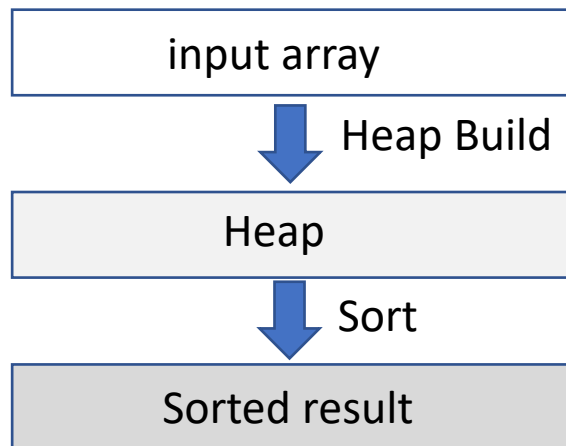 input array
Heap Build
Heap
Sort
Sorted result